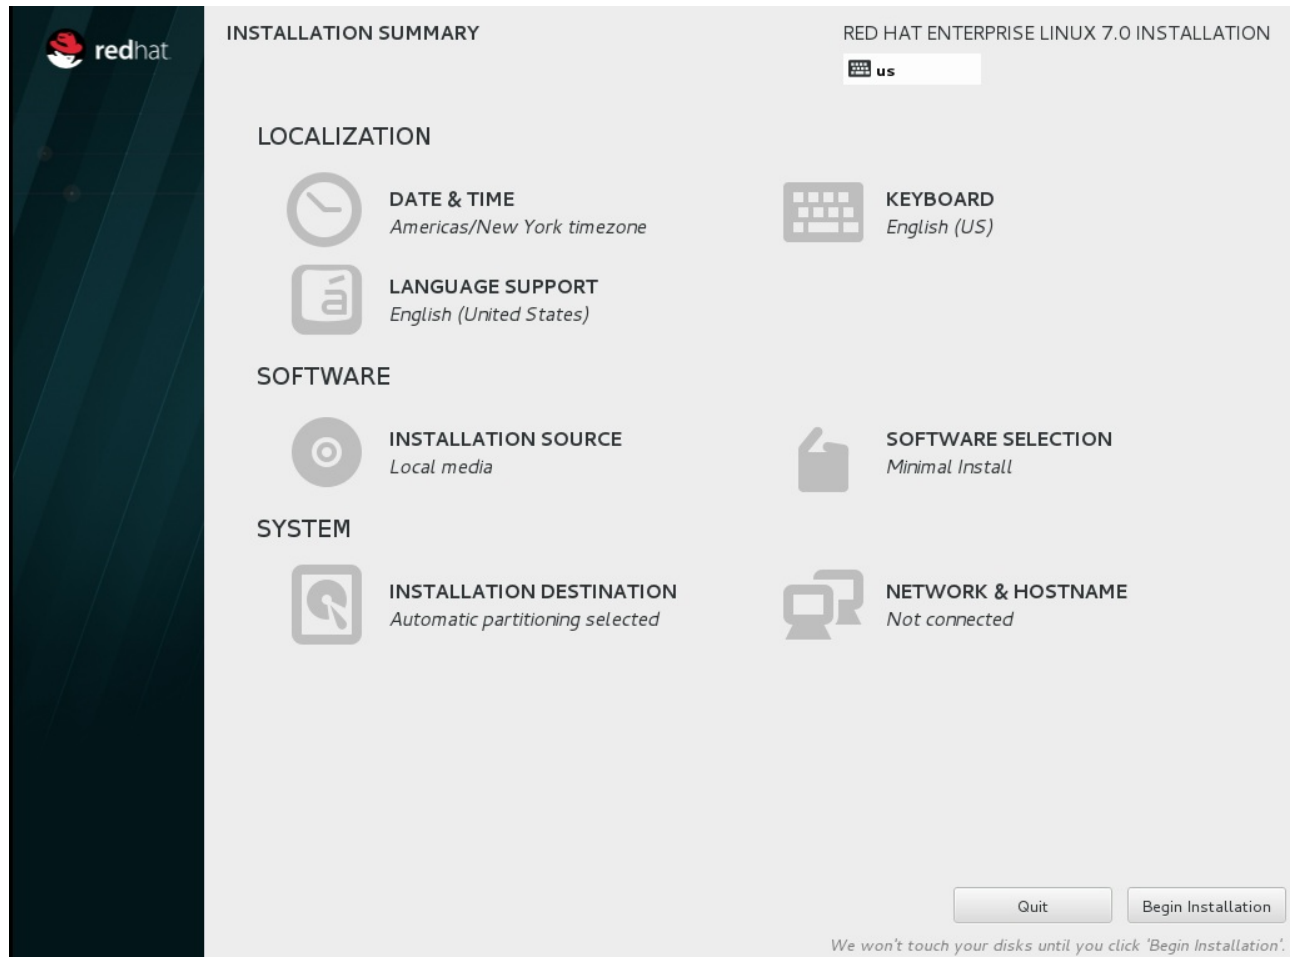 redhat.
INSTALLATION SUMMARY
RED HAT ENTERPRISE LINUX 7.0 INSTALLATION
us
LOCALIZATION
DATE & TIME
Americas/New York timezone
KEYBOARD
English (US)
á
LANGUAGE SUPPORT
English (United States)
SOFTWARE
INSTALLATION SOURCE
Local media
SOFTWARE SELECTION
Minimal Install
SYSTEM
INSTALLATION DESTINATION
Automatic partitioning selected
NETWORK & HOSTNAME
Not connected
Quit
Begin Installation
We won't touch your disks until you click 'Begin Installation'.